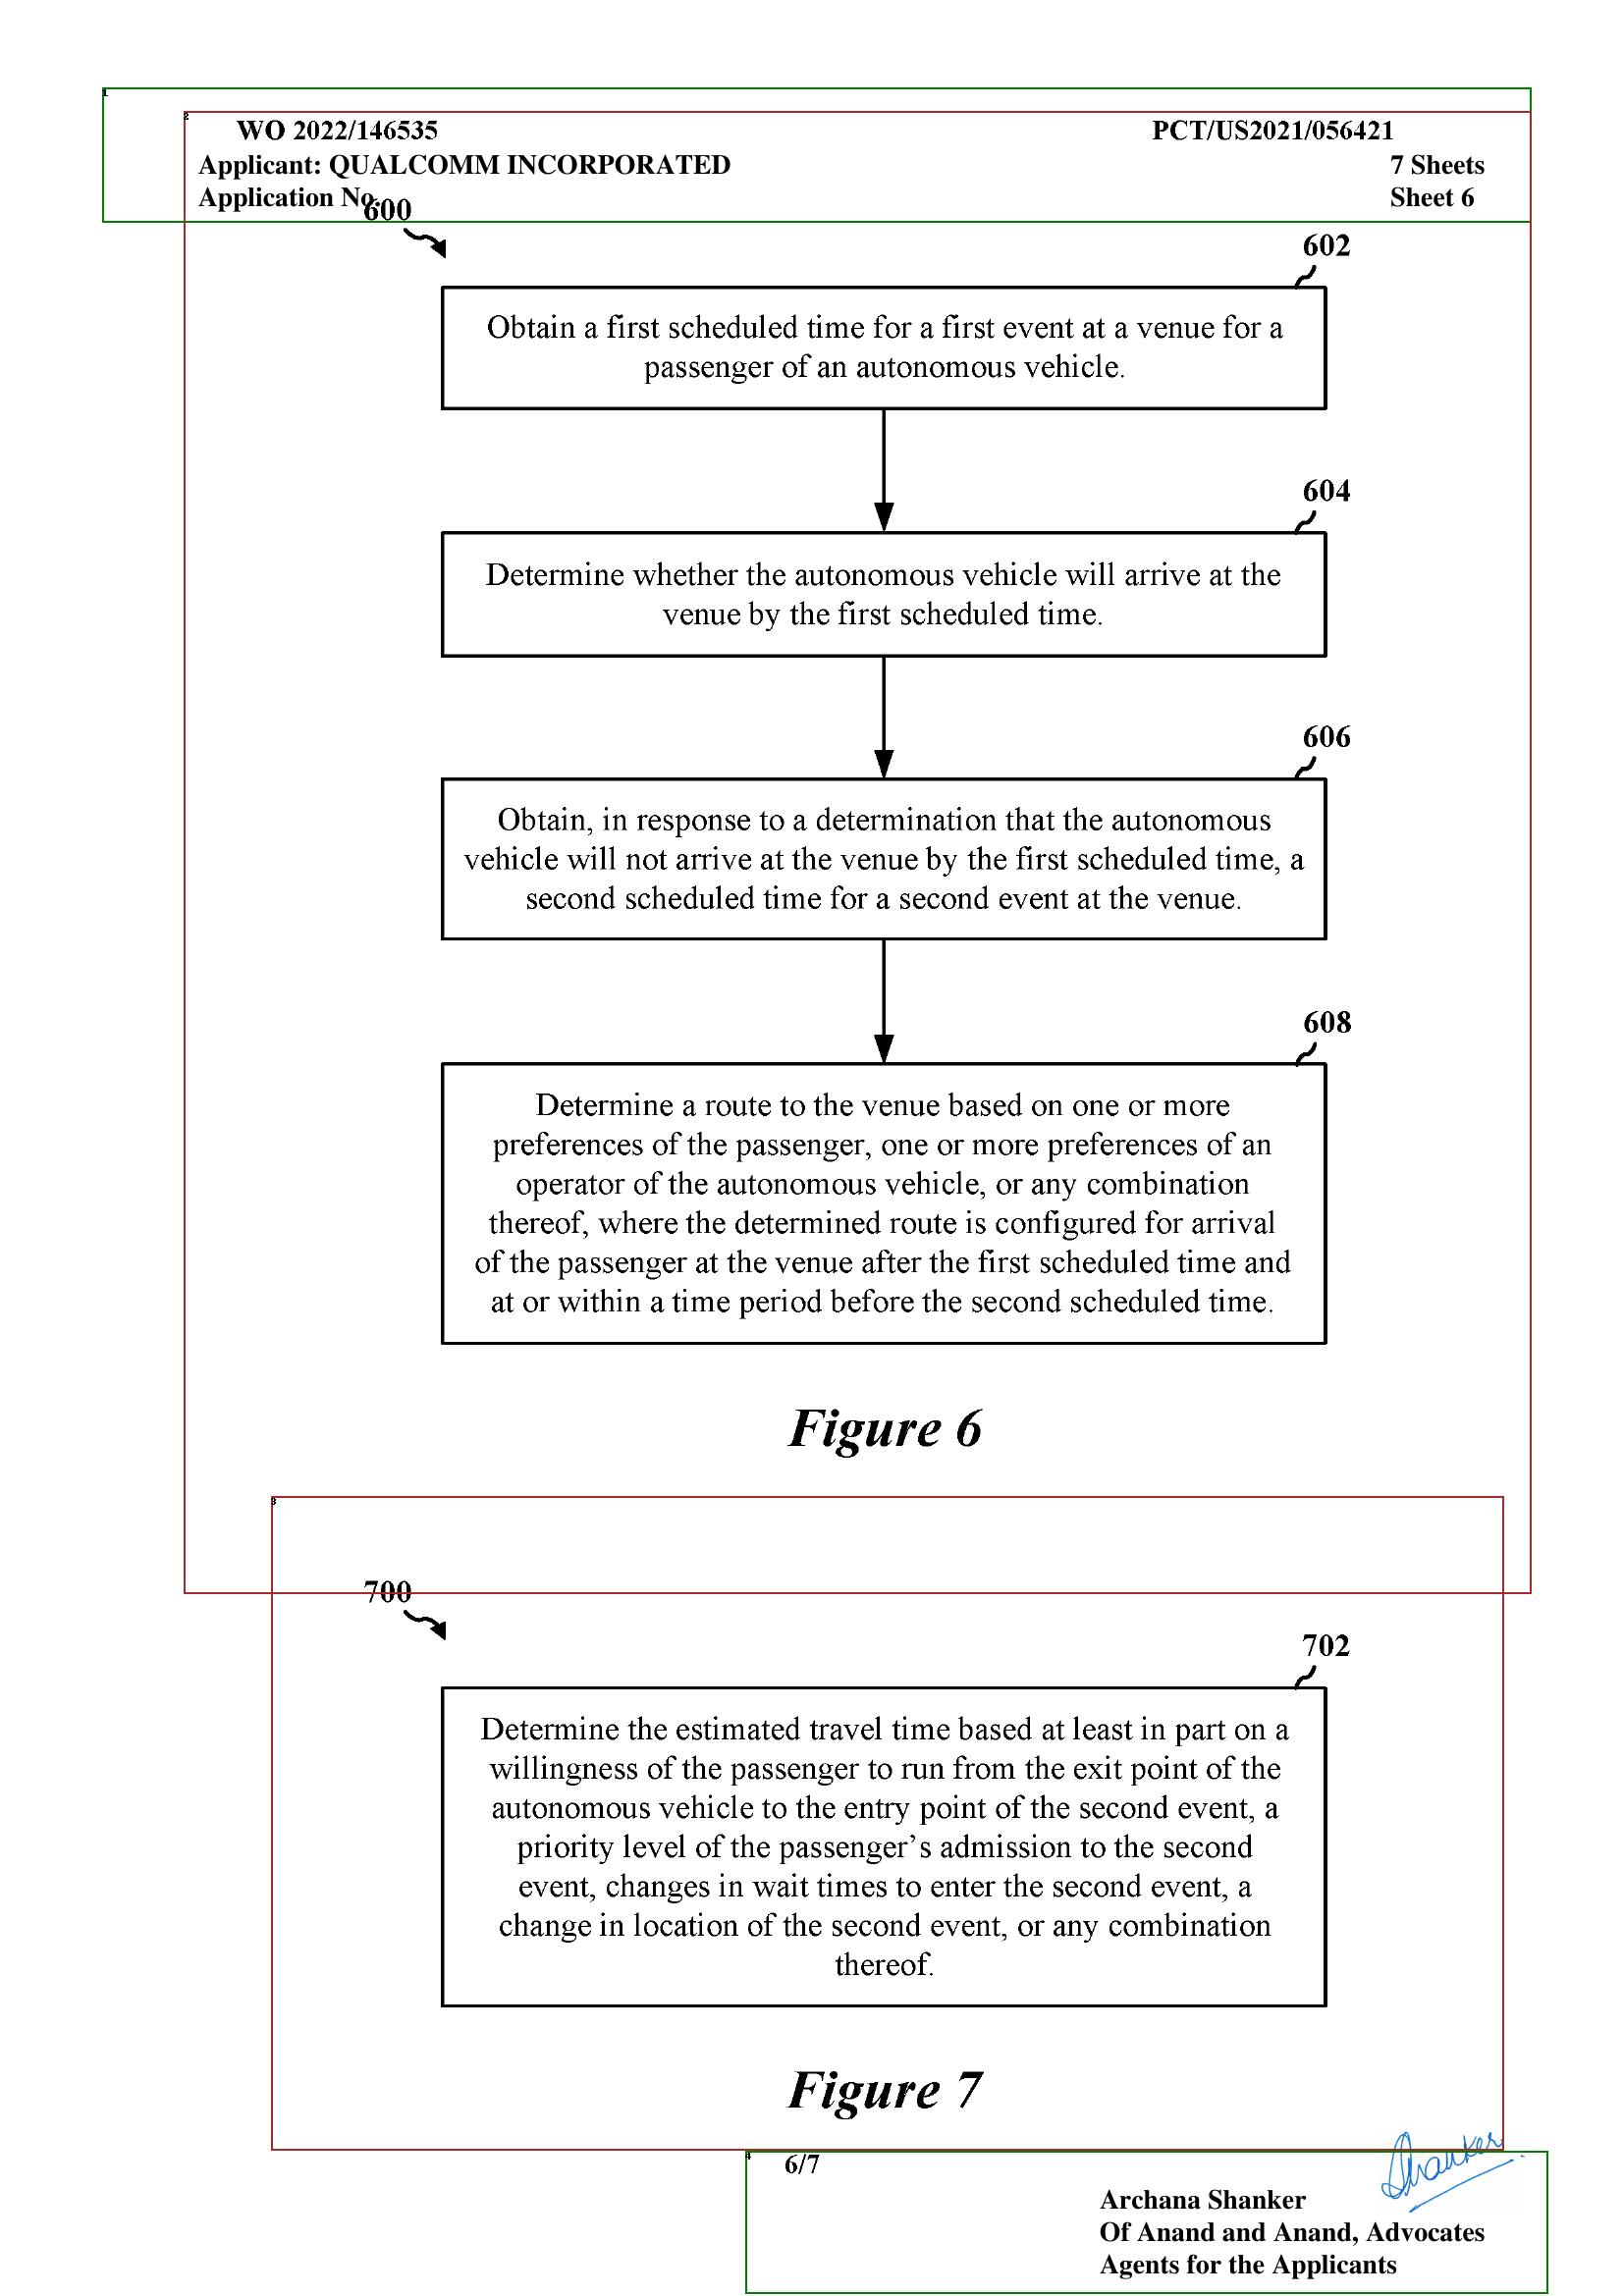 WO 2022/146535 PCT/US2021/056421
Applicant: QUALCOMM INCORPORATED 7 Sheets
Application No. Sheet 6
600
602
Obtain a first scheduled time for a first event at a venue for a
passenger of an autonomous vehicle.
604
Determine whether the autonomous vehicle will arrive at the
venue by the first scheduled time.
606
Obtain, in response to a determination that the autonomous
vehicle will not arrive at the venue by the first scheduled time, a
second scheduled time for a second event at the venue.
608
Determine a route to the venue based on one or more
preferences of the passenger, one or more preferences of an
operator of the autonomous vehicle, or any combination
thereof, where the determined route is configured for arrival
of the passenger at the venue after the first scheduled time and
at or within a time period before the second scheduled time.
Figure 6
700
702
Determine the estimated travel time based at least in part on a
willingness of the passenger to run from the exit point of the
autonomous vehicle to the entry point of the second event, a
priority level of the passenger’s admission to the second
event, changes in wait times to enter the second event, a
change in location of the second event, or any combination
thereof.
Figure 7
6/7
Shanker
Archana Shanker
Of Anand and Anand, Advocates
Agents for the Applicants